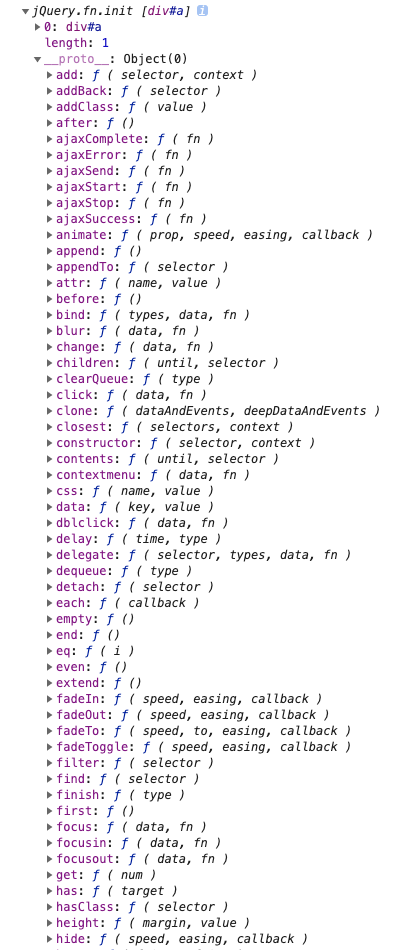 jQuery.fn.init [div#a] i
0: div#a
length: 1
__proto__: Object(0)
add: ƒ ( selector, context )
addBack: ƒ ( selector )
addClass: ƒ ( value )
after: ƒ ()
ajaxComplete: ƒ ( fn )
ajaxError: ƒ ( fn )
ajaxSend: ƒ ( fn )
ajaxStart: ƒ ( fn )
ajaxStop: ƒ ( fn )
ajaxSuccess: ƒ ( fn )
animate: ƒ ( prop, speed, easing, callback )
append: ƒ ()
appendTo: ƒ ( selector )
attr: ƒ ( name, value )
before: ƒ ()
bind: ƒ ( types, data, fn )
blur: ƒ ( data, fn )
change: ƒ ( data, fn )
children: ƒ ( until, selector )
clearQueue: ƒ ( type )
click: ƒ ( data, fn )
clone: ƒ ( dataAndEvents, deepDataAndEvents )
closest: ƒ ( selectors, context )
constructor: ƒ ( selector, context )
contents: ƒ ( until, selector )
contextmenu: ƒ ( data, fn )
css: ƒ ( name, value )
data: ƒ ( key, value )
dblclick: ƒ ( data, fn )
delay: ƒ ( time, type )
delegate: ƒ ( selector, types, data, fn )
dequeue: ƒ ( type )
detach: ƒ ( selector )
each: ƒ ( callback )
empty: ƒ ()
end: ƒ ()
eq: ƒ ( i )
even: ƒ ()
extend: ƒ ()
fadeIn: ƒ ( speed, easing, callback )
fadeOut: ƒ ( speed, easing, callback )
fadeTo: ƒ ( speed, to, easing, callback )
fadeToggle: ƒ ( speed, easing, callback )
filter: ƒ ( selector )
find: ƒ ( selector )
finish: ƒ ( type )
first: ƒ ()
focus: ƒ ( data, fn )
focusin: ƒ ( data, fn )
focusout: ƒ ( data, fn )
get: ƒ ( num )
has: ƒ ( target )
hasClass: ƒ ( selector )
height: ƒ ( margin, value )
hide: ƒ ( speed, easing, callback )